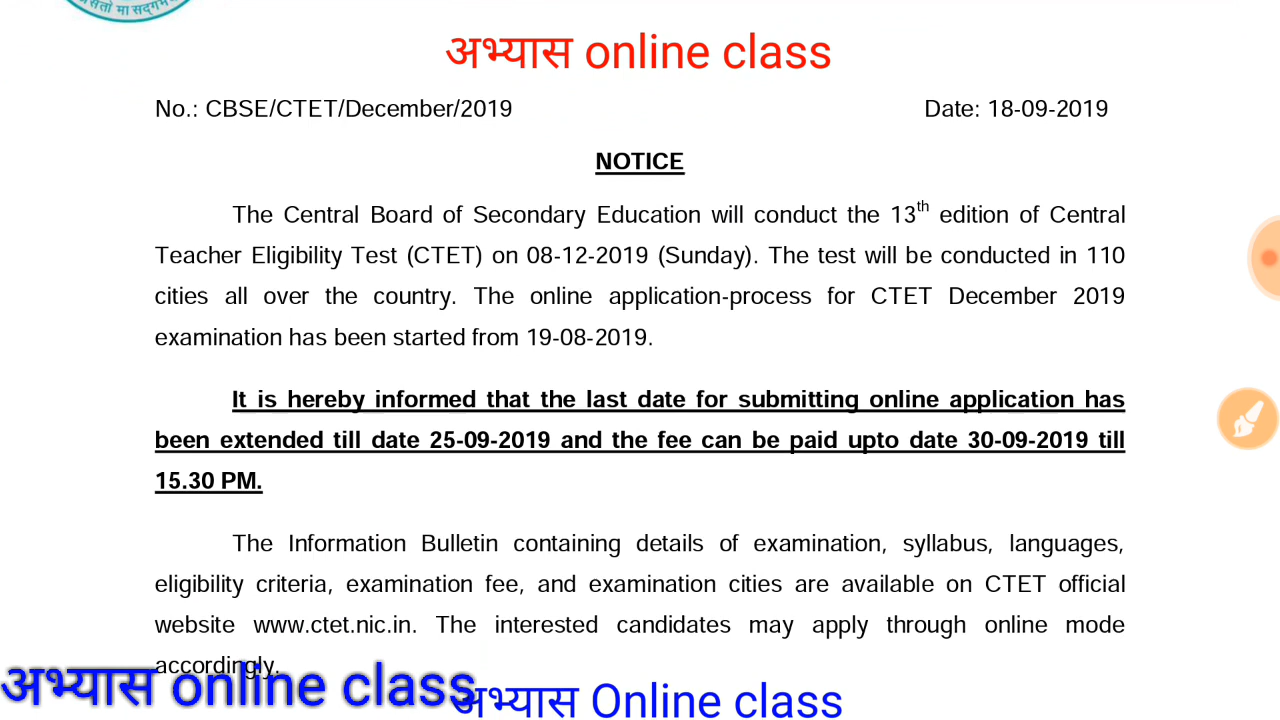 असतो मा सद्गम
अभ्यास online class
No.: CBSE/CTET/December/2019 Date: 18-09-2019
NOTICE
The Central Board of Secondary Education will conduct the 13th edition of Central
Teacher Eligibility Test (CTET) on 08-12-2019 (Sunday). The test will be conducted in 110
cities all over the country. The online application-process for CTET December 2019
examination has been started from 19-08-2019.
It is hereby informed that the last date for submitting online application has
been extended till date 25-09-2019 and the fee can be paid upto date 30-09-2019 till
15.30 PM.
The Information Bulletin containing details of examination, syllabus, languages,
eligibility criteria, examination fee, and examination cities are available on CTET official
website www.ctet.nic.in. The interested candidates may apply through online mode
accordingly.
अभ्यास online class
अभ्यास Online class